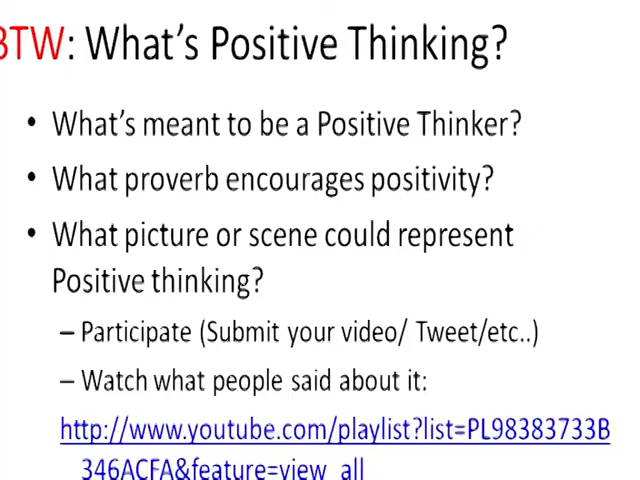 BTW: What's Positive Thinking?
• What's meant to be a Positive Thinker?
• What proverb encourages positivity?
• What picture or scene could represent
Positive thinking?
– Participate (Submit your video/ Tweet/etc..)
– Watch what people said about it:
http://www.youtube.com/playlist?list=PL98383733B
346ACFA&feature=view_all